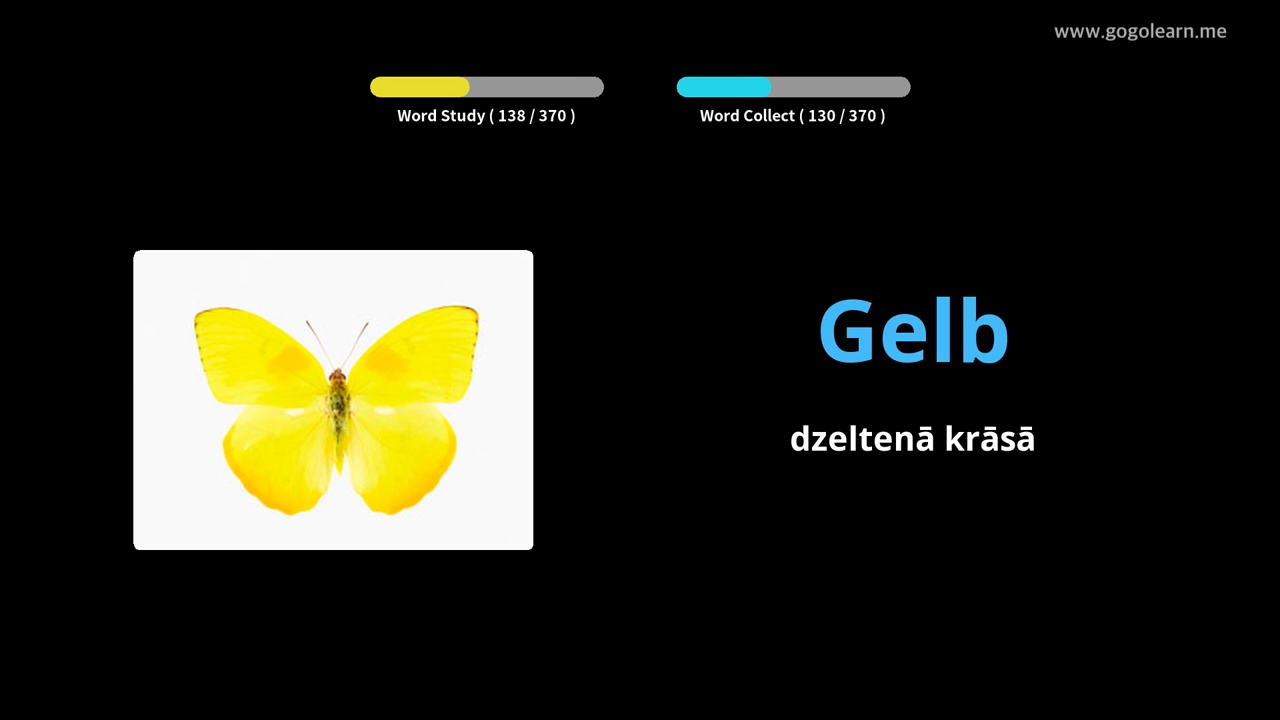 www.gogolearn.me
Word Study ( 138 / 370 )
Word Collect ( 130 / 370 )
Gelb
dzeltenā krāsā